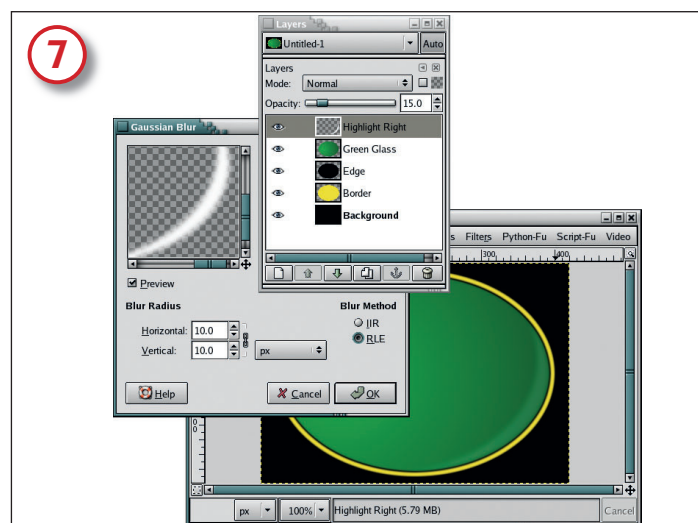 7
Layers
Untitled-1
Auto
Layers
Mode: Normal
Opacity: 15.0
Highlight Right
Green Glass
Edge
Border
Background
Gaussian Blur
Preview
Blur Radius
Horizontal: 10.0
Vertical: 10.0
px
Blur Method
IIR
RLE
Help
Cancel
OK
s Filters Python-Fu Script-Fu Video
300
400
0
0
px
100%
Highlight Right (5.79 MB)
Cancel